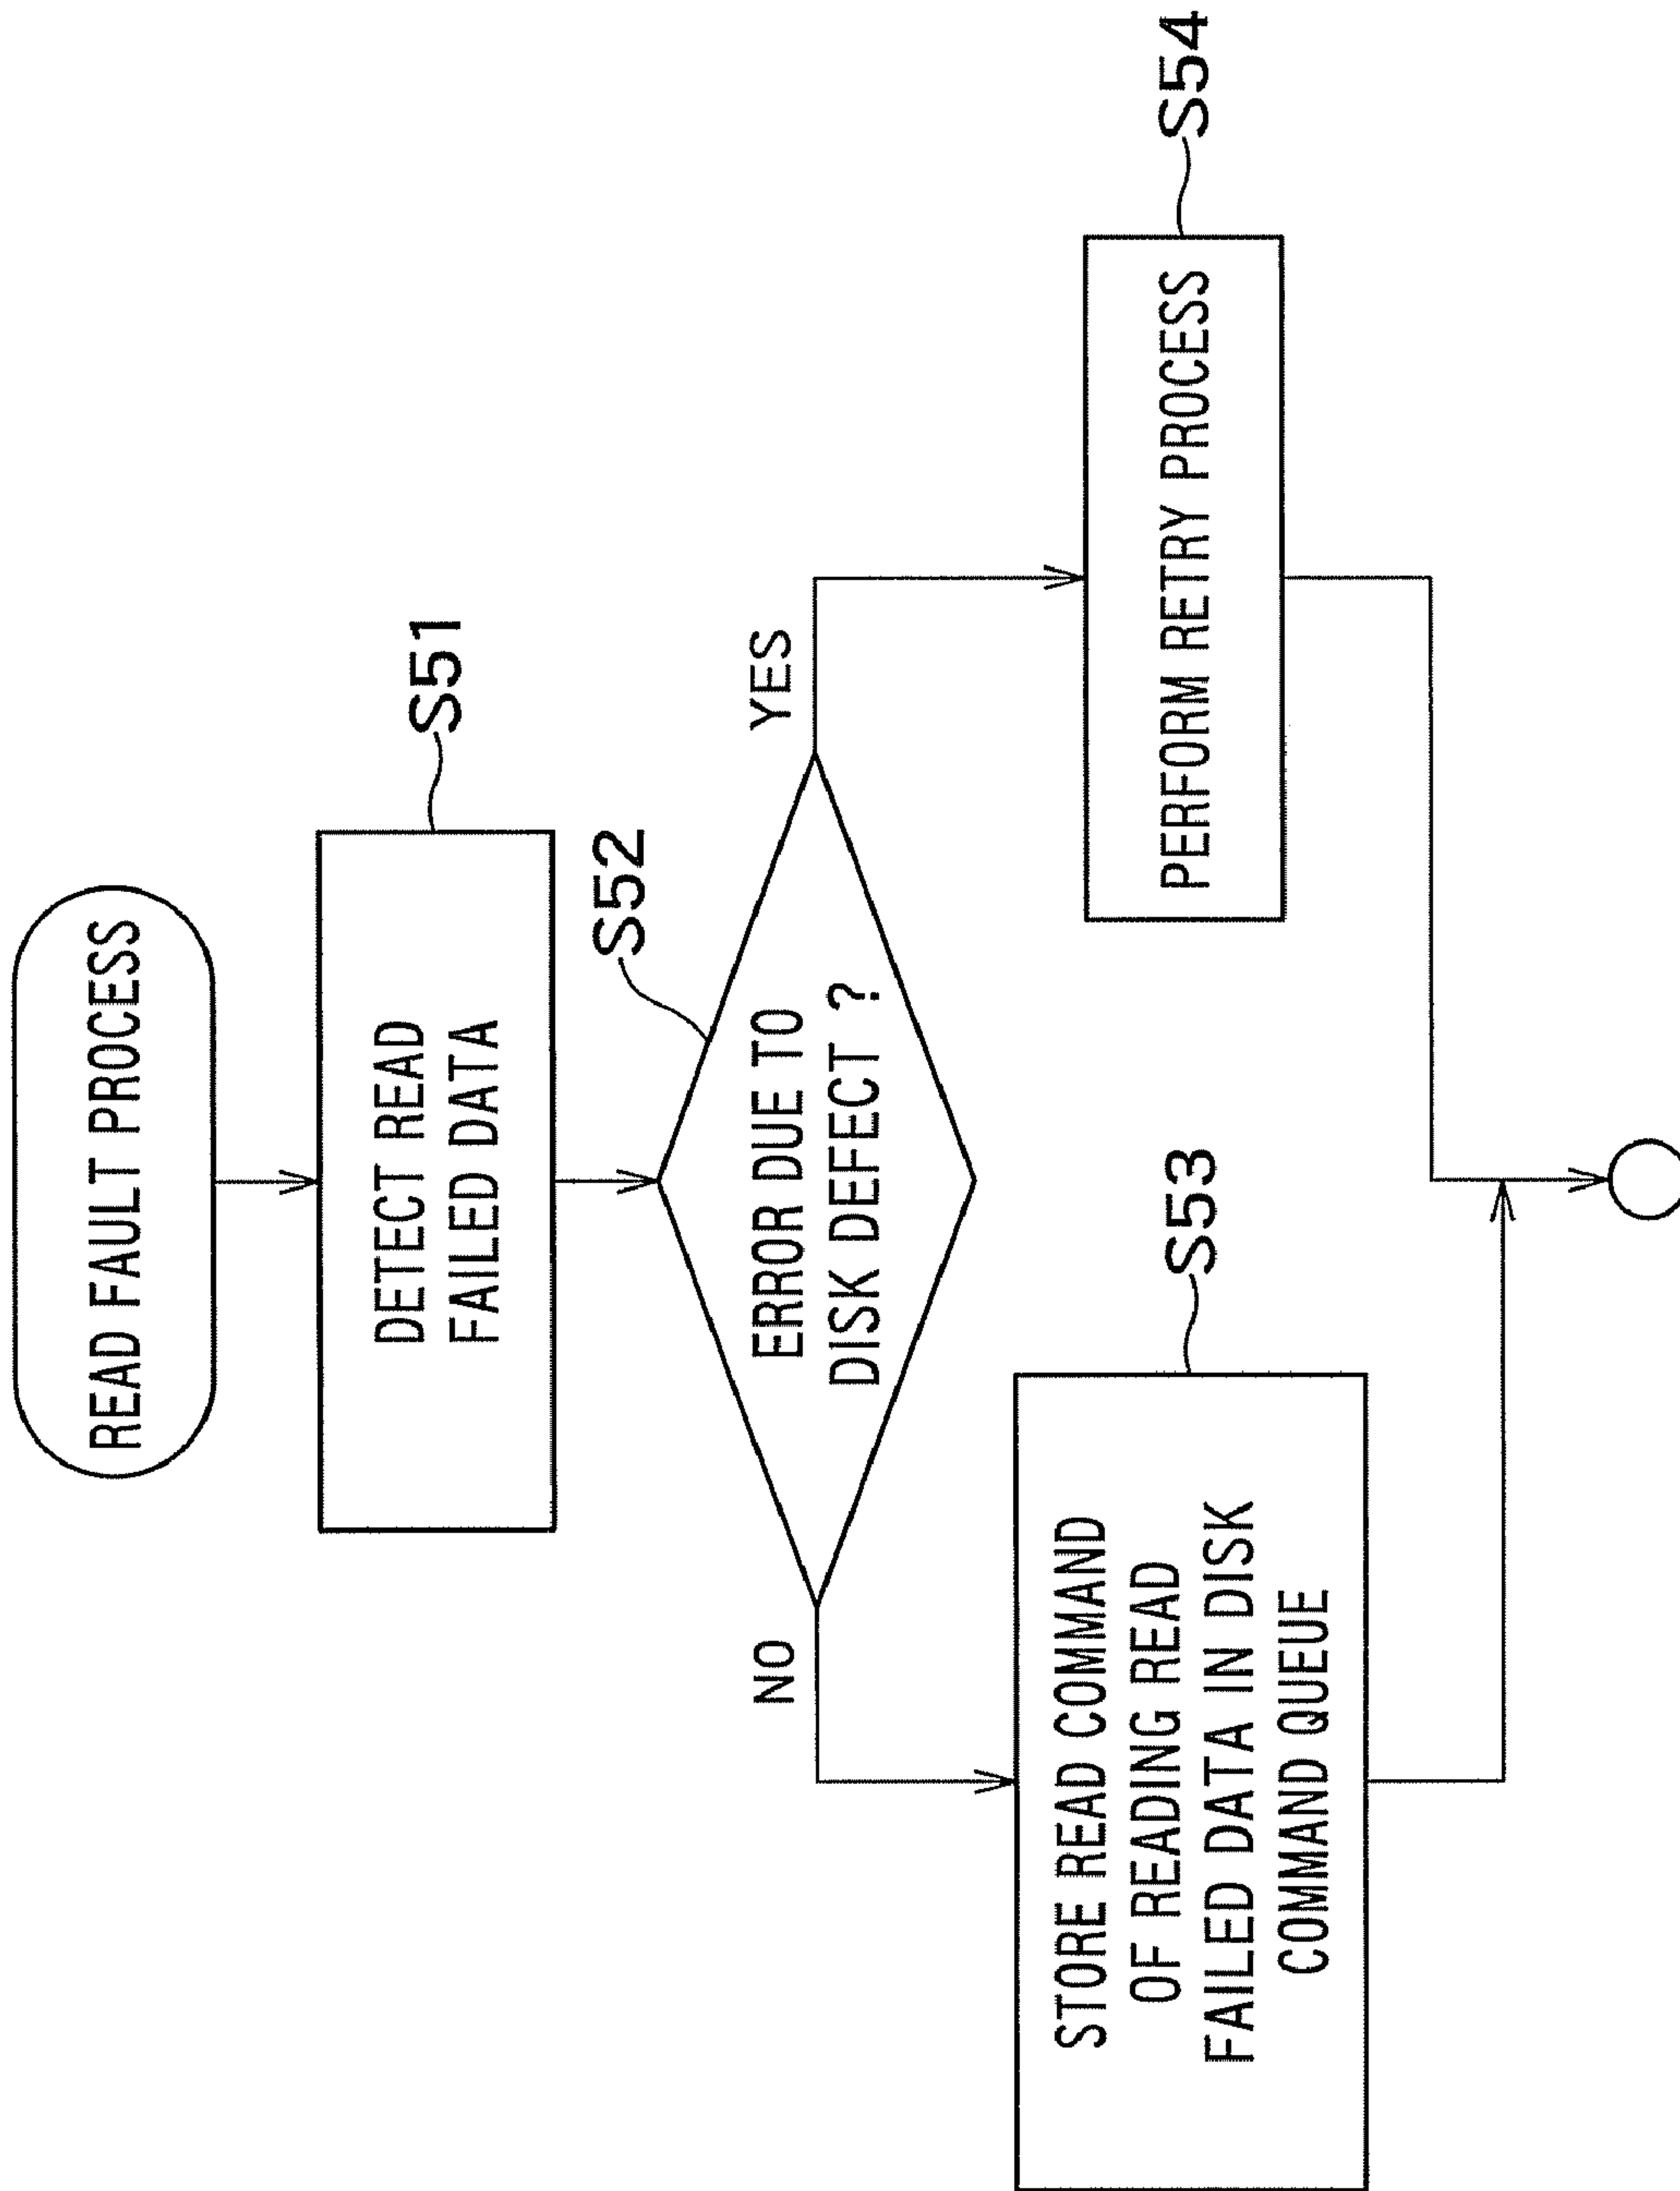 READ FAULT PROCESS
S51
DETECT READ
FAILED DATA
S52
ERROR DUE TO
DISK DEFECT ?
NO
YES
S53
STORE READ COMMAND
OF READING READ
FAILED DATA IN DISK
COMMAND QUEUE
S54
PERFORM RETRY PROCESS